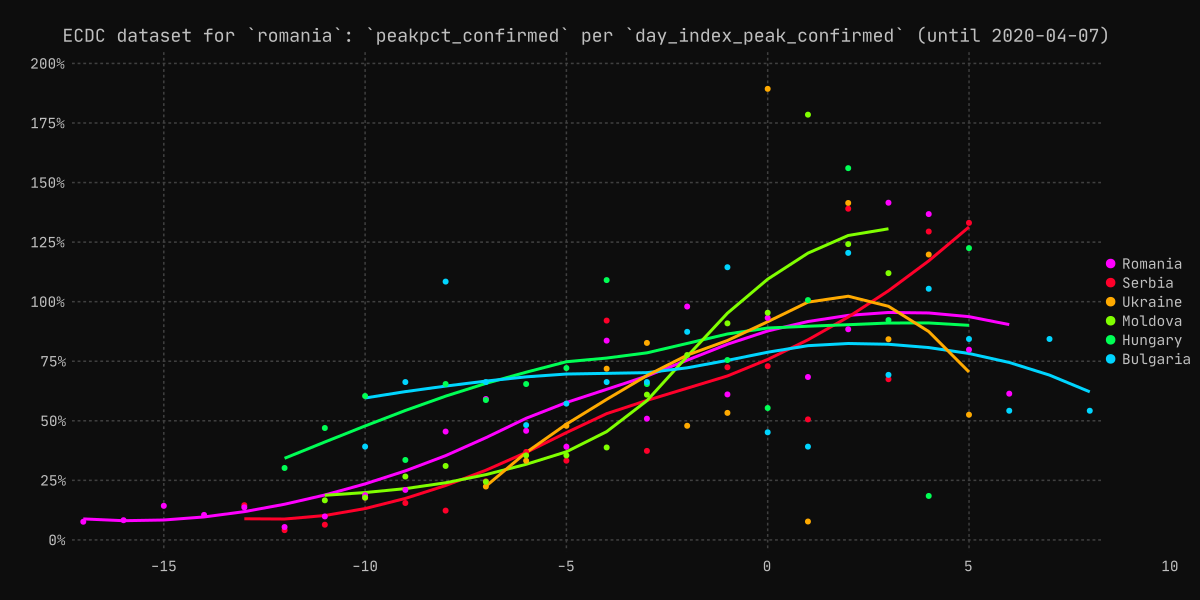 ECDC dataset for `romania`: `peakpct_confirmed` per `day_index_peak_confirmed` (until 2020-04-07)
200%
175%
150%
125%
100%
75%
50%
25%
0%
-15
-10
-5
0
5
10
Romania
Serbia
Ukraine
Moldova
Hungary
Bulgaria